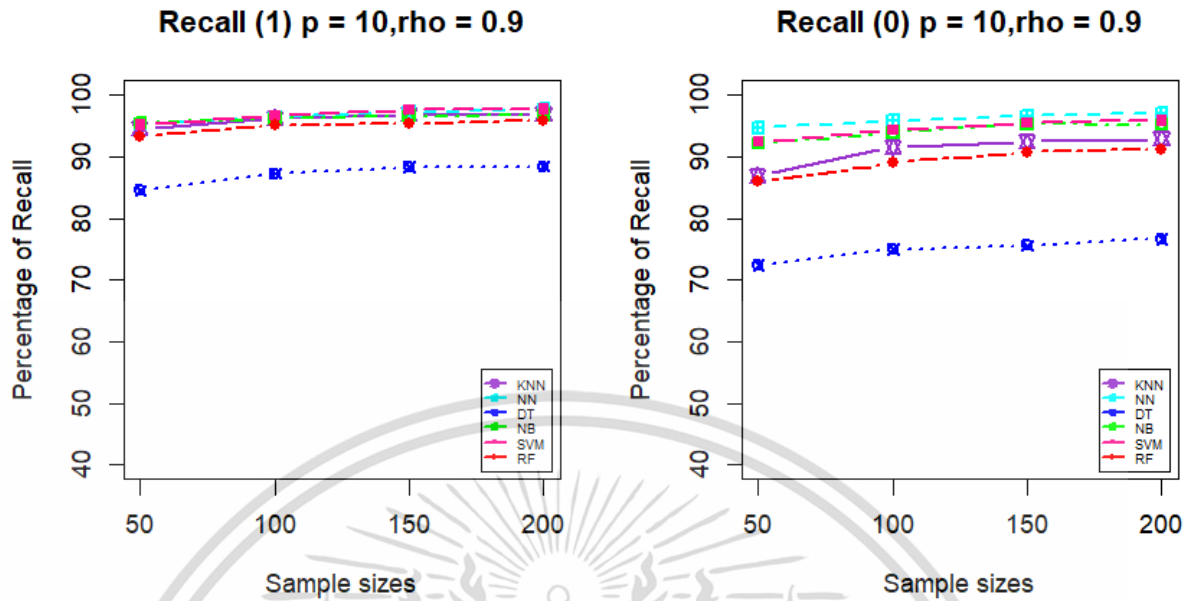 Recall (1) p = 10,rho = 0.9
Percentage of Recall
100
90
80
70
60
50
40
KNN
NN
DT
NB
SVM
RF
50 100 150 200
Sample sizes
Recall (0) p = 10,rho = 0.9
Percentage of Recall
100
90
80
70
60
50
40
KNN
NN
DT
NB
SVM
RF
50 100 150 200
Sample sizes